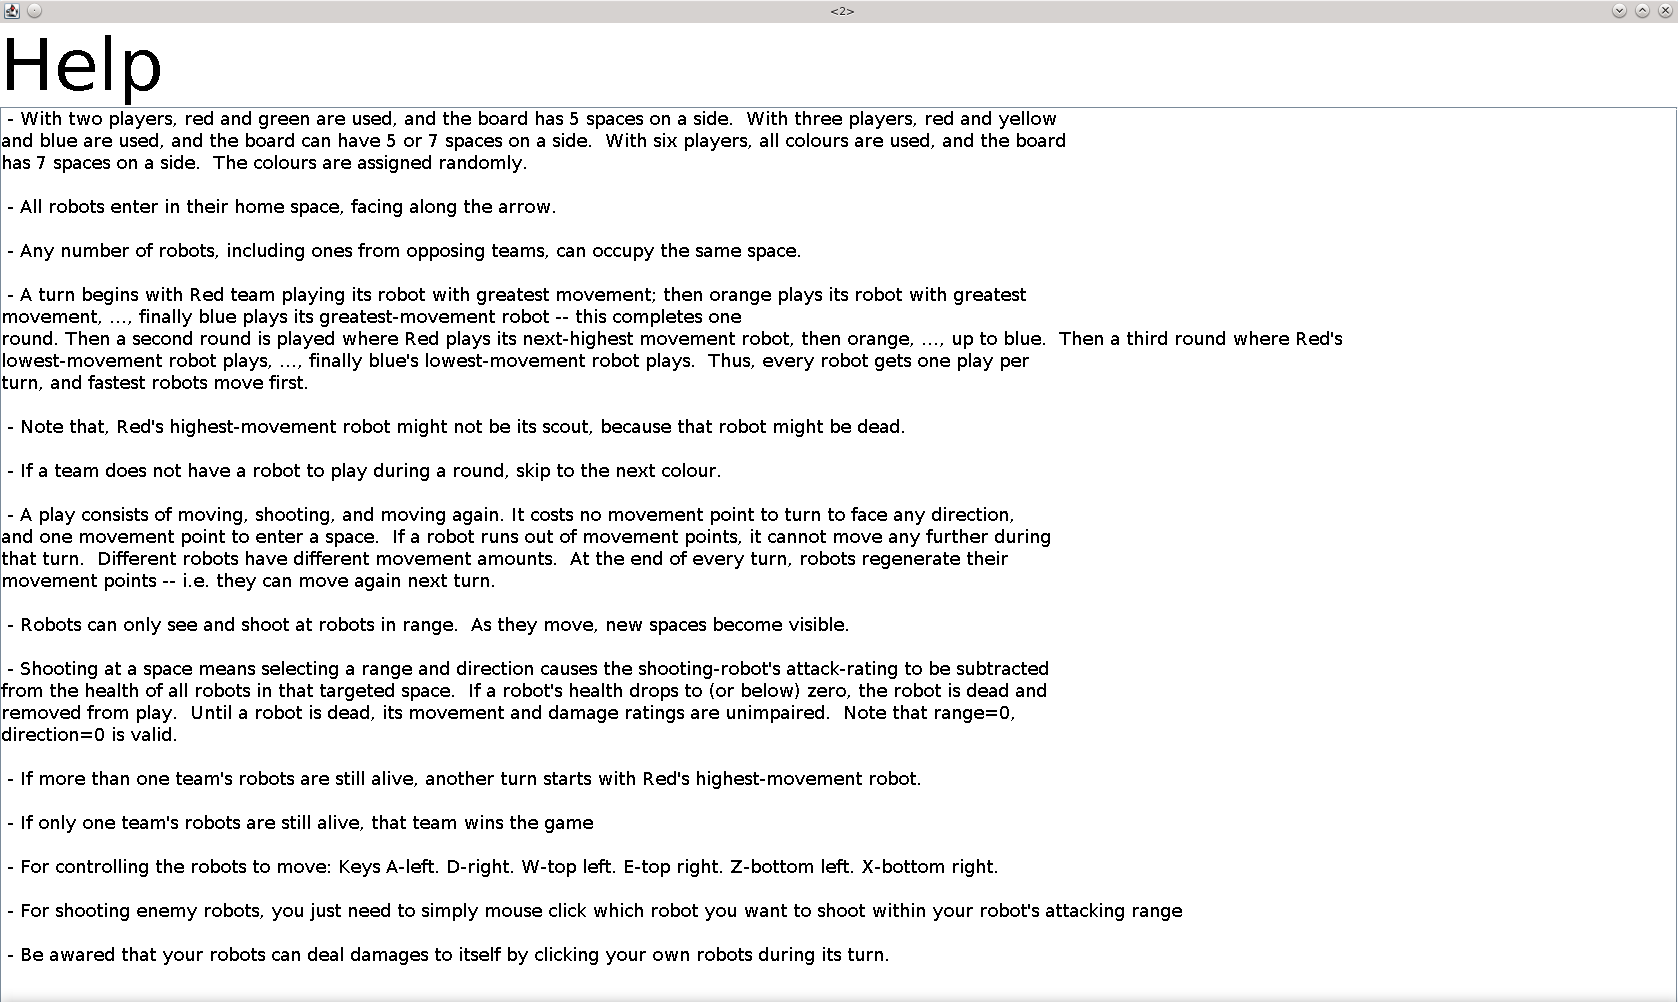 <2>
Help
- With two players, red and green are used, and the board has 5 spaces on a side.  With three players, red and yellow
and blue are used, and the board can have 5 or 7 spaces on a side.  With six players, all colours are used, and the board
has 7 spaces on a side.  The colours are assigned randomly.
- All robots enter in their home space, facing along the arrow.
- Any number of robots, including ones from opposing teams, can occupy the same space.
- A turn begins with Red team playing its robot with greatest movement; then orange plays its robot with greatest
movement, ..., finally blue plays its greatest-movement robot -- this completes one
round. Then a second round is played where Red plays its next-highest movement robot, then orange, ..., up to blue.  Then a third round where Red's
lowest-movement robot plays, ..., finally blue's lowest-movement robot plays.  Thus, every robot gets one play per
turn, and fastest robots move first.
- Note that, Red's highest-movement robot might not be its scout, because that robot might be dead.
- If a team does not have a robot to play during a round, skip to the next colour.
- A play consists of moving, shooting, and moving again. It costs no movement point to turn to face any direction,
and one movement point to enter a space.  If a robot runs out of movement points, it cannot move any further during
that turn.  Different robots have different movement amounts.  At the end of every turn, robots regenerate their
movement points -- i.e. they can move again next turn.
- Robots can only see and shoot at robots in range.  As they move, new spaces become visible.
- Shooting at a space means selecting a range and direction causes the shooting-robot's attack-rating to be subtracted
from the health of all robots in that targeted space.  If a robot's health drops to (or below) zero, the robot is dead and
removed from play.  Until a robot is dead, its movement and damage ratings are unimpaired.  Note that range=0,
direction=0 is valid.
- If more than one team's robots are still alive, another turn starts with Red's highest-movement robot.
- If only one team's robots are still alive, that team wins the game
- For controlling the robots to move: Keys A-left. D-right. W-top left. E-top right. Z-bottom left. X-bottom right.
- For shooting enemy robots, you just need to simply mouse click which robot you want to shoot within your robot's attacking range
- Be awared that your robots can deal damages to itself by clicking your own robots during its turn.